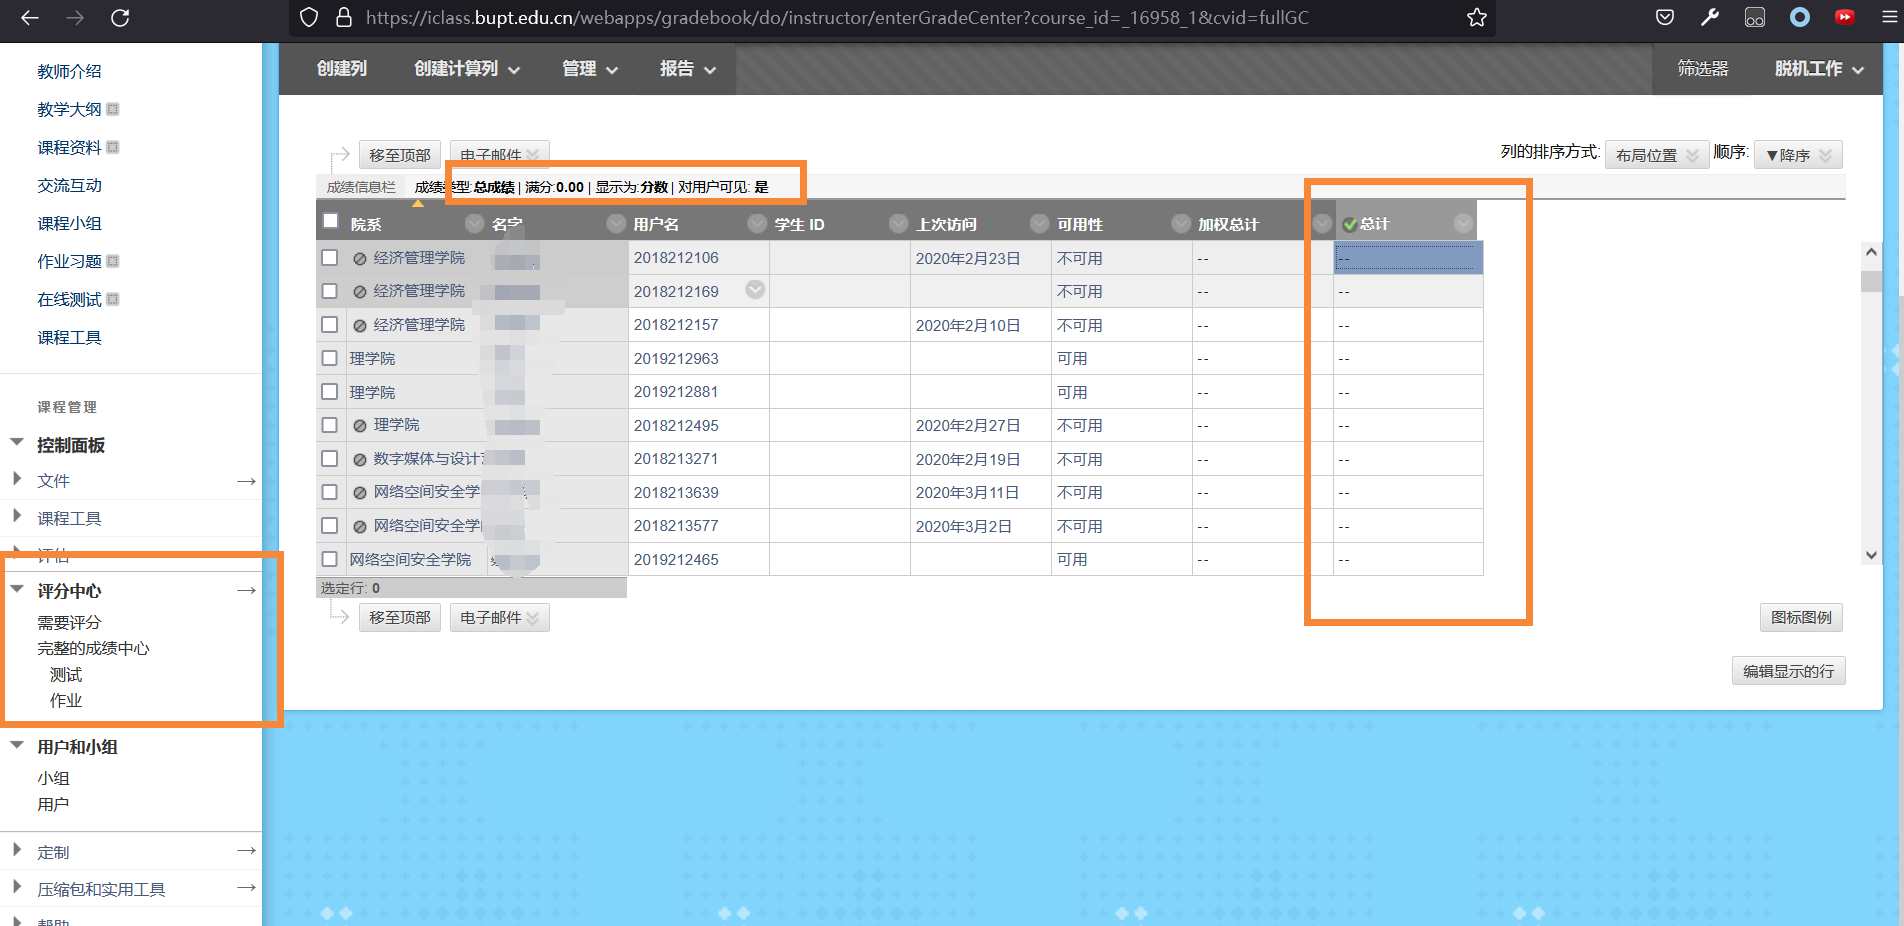 https://iclass.bupt.edu.cn/webapps/gradebook/do/instructor/enterGradeCenter?course_id=_16958_1&cvid=fullGC
教师介绍
教学大纲
课程资料
交流互动
课程小组
作业习题
在线测试
课程工具
课程管理
控制面板
文件
课程工具
评估
评分中心
需要评分
完整的成绩中心
测试
作业
用户和小组
小组
用户
定制
压缩包和实用工具
帮助
创建列 创建计算列 管理 报告 筛选器 脱机工作
移至顶部 电子邮件 列的排序方式: 布局位置 顺序: ▼降序
成绩信息栏 成绩类型:总成绩 | 满分:0.00 | 显示为:分数 | 对用户可见: 是
院系 名字 用户名 学生 ID 上次访问 可用性 加权总计 总计
经济管理学院 2018212106 2020年2月23日 不可用 -- --
经济管理学院 2018212169 不可用 -- --
经济管理学院 2018212157 2020年2月10日 不可用 -- --
理学院 2019212963 可用 -- --
理学院 2019212881 可用 -- --
理学院 2018212495 2020年2月27日 不可用 -- --
数字媒体与设计 2018213271 2020年2月19日 不可用 -- --
网络空间安全学 2018213639 2020年3月11日 不可用 -- --
网络空间安全学 2018213577 2020年3月2日 不可用 -- --
网络空间安全学院 2019212465 可用 -- --
选定行: 0
移至顶部 电子邮件 图标图例
编辑显示的行